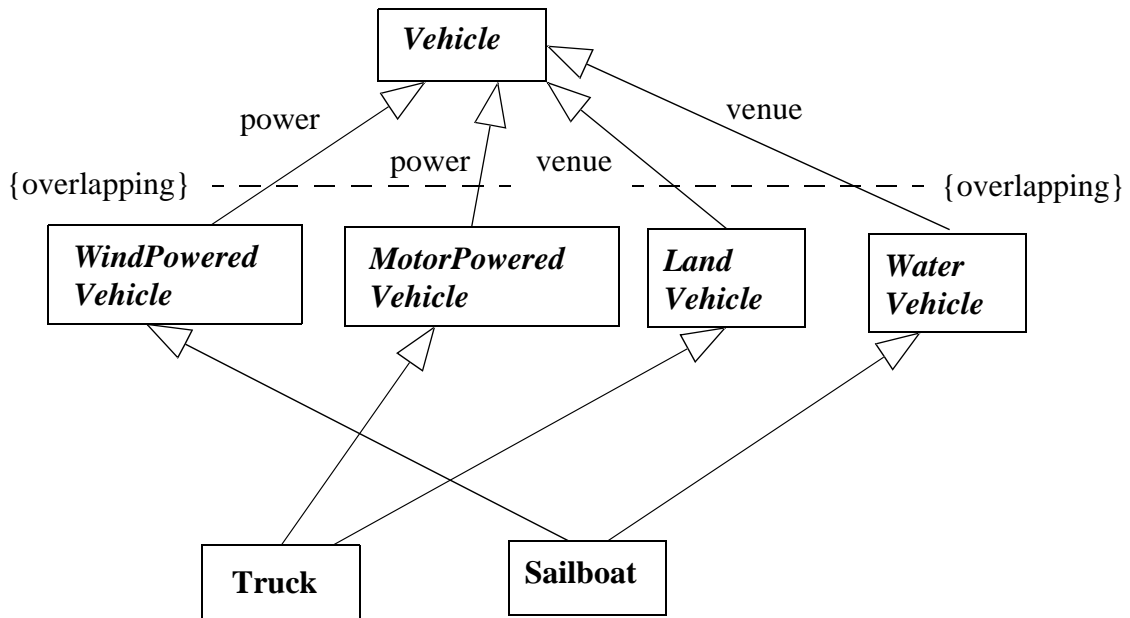 Vehicle
power
venue
power
venue
{overlapping}
{overlapping}
WindPowered
Vehicle
MotorPowered
Vehicle
Land
Vehicle
Water
Vehicle
Truck
Sailboat